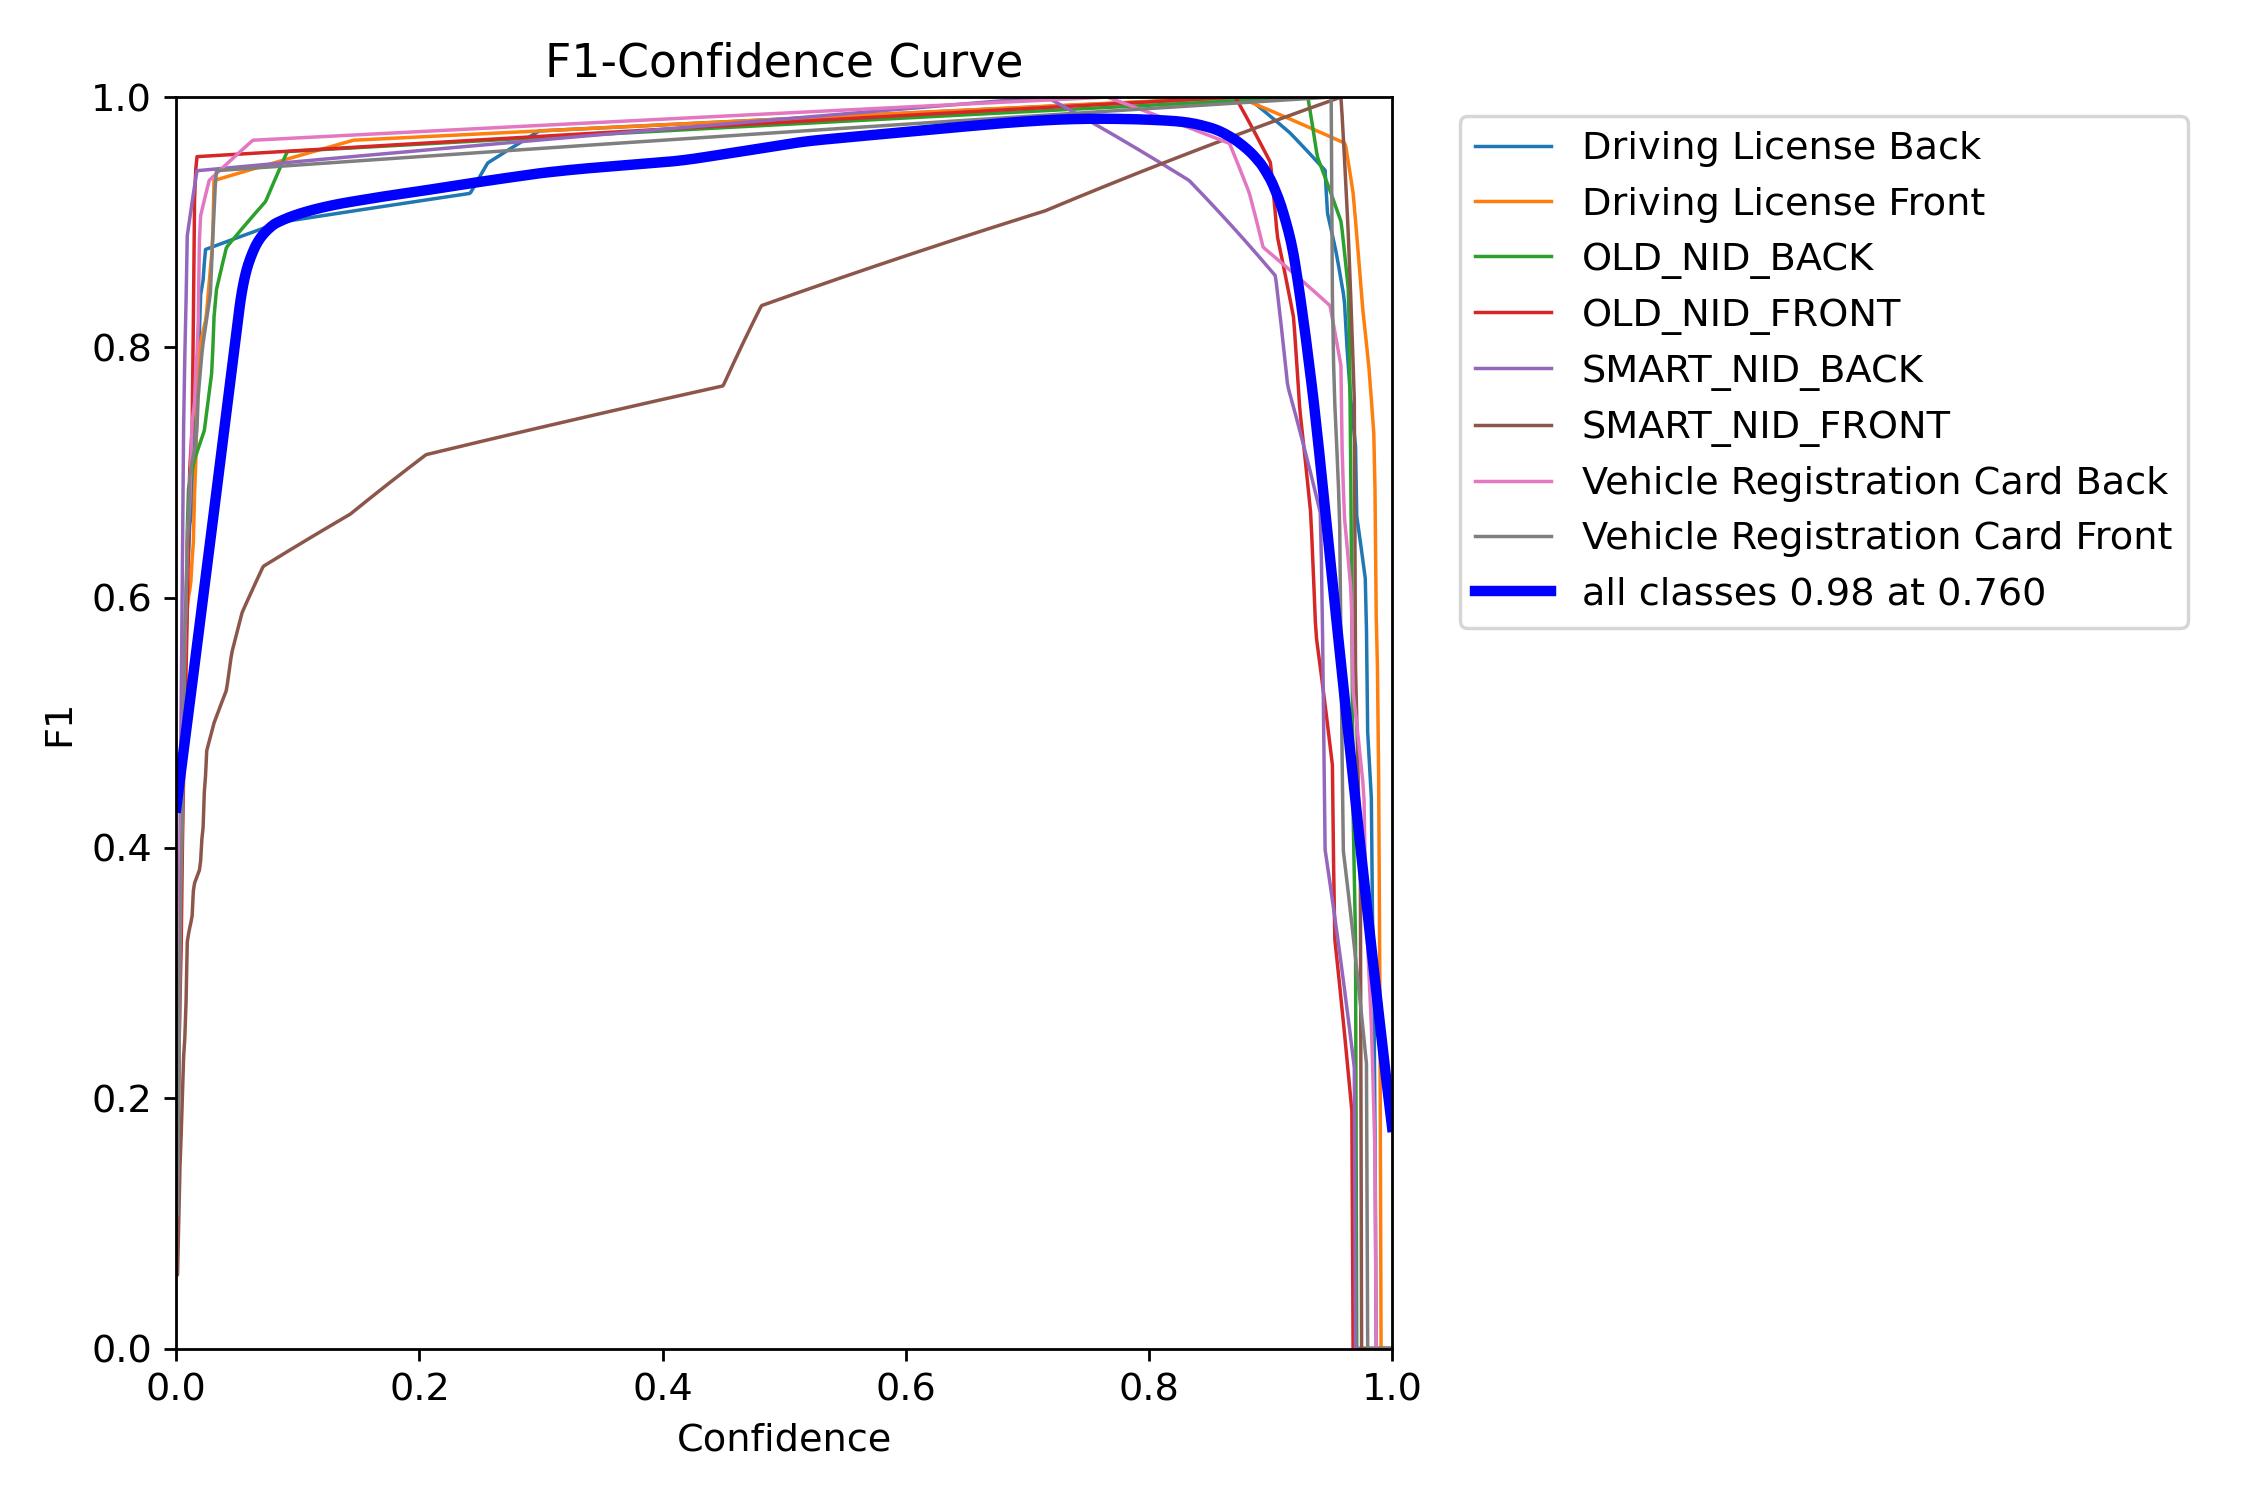 F1-Confidence Curve
1.0
0.8
0.6
0.4
0.2
0.0
F1
0.0 0.2 0.4 0.6 0.8 1.0
Confidence
Driving License Back
Driving License Front
OLD_NID_BACK
OLD_NID_FRONT
SMART_NID_BACK
SMART_NID_FRONT
Vehicle Registration Card Back
Vehicle Registration Card Front
all classes 0.98 at 0.760